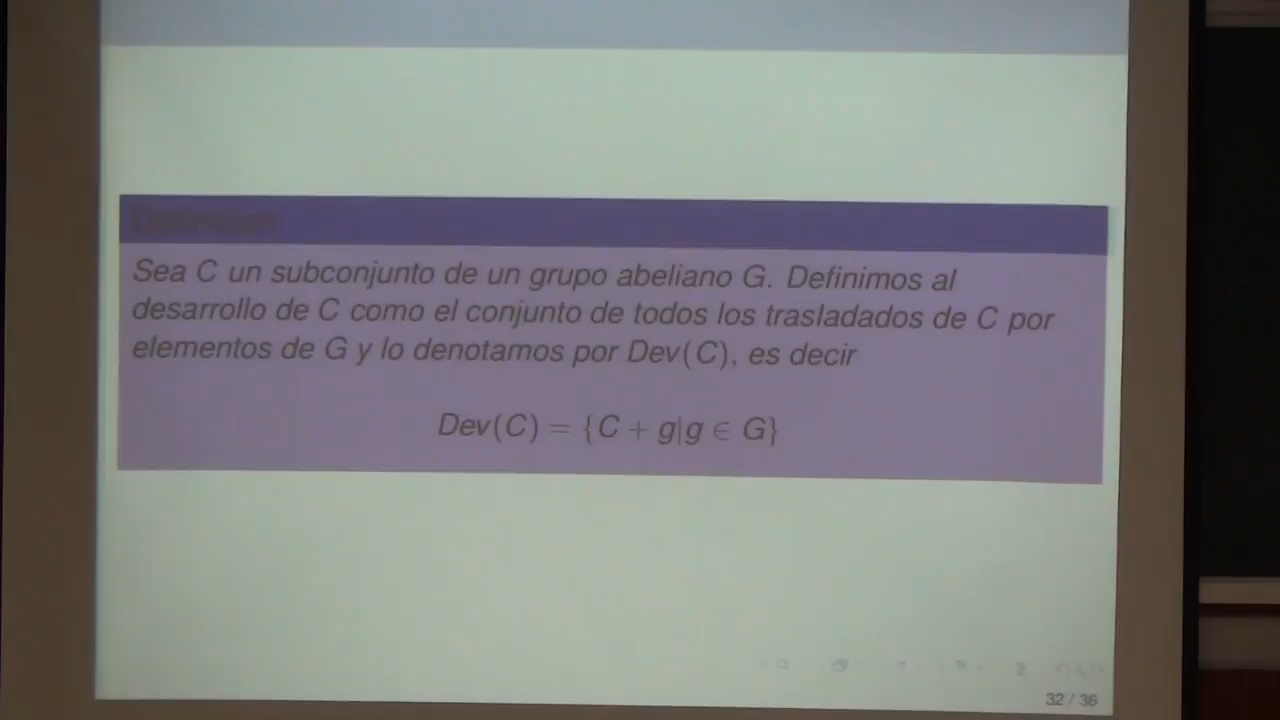 Sea C un subconjunto de un grupo abeliano G. Definimos al
desarrollo de C como el conjunto de todos los trasladados de C por
elementos de G y lo denotamos por Dev(C), es decir
Dev(C) = {C + g|g ∈ G}
32 / 36